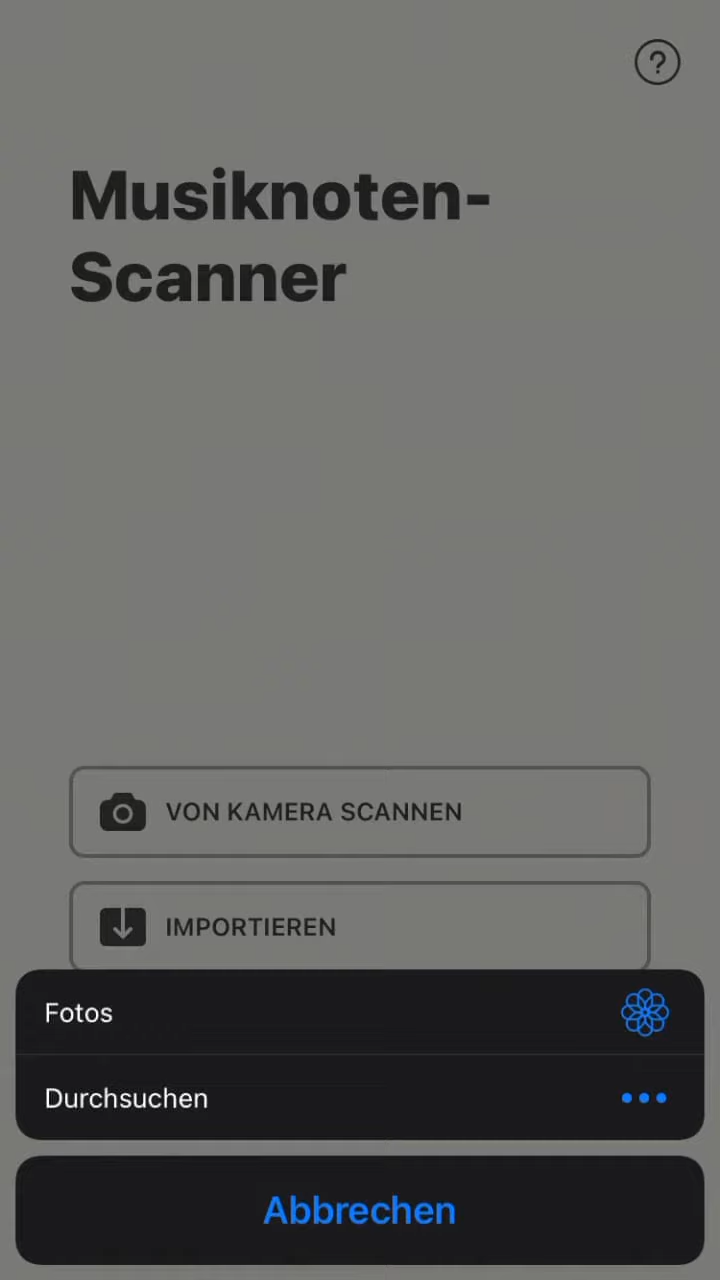 ?
Musiknoten-
Scanner
VON KAMERA SCANNEN
IMPORTIEREN
Fotos
Durchsuchen
Abbrechen